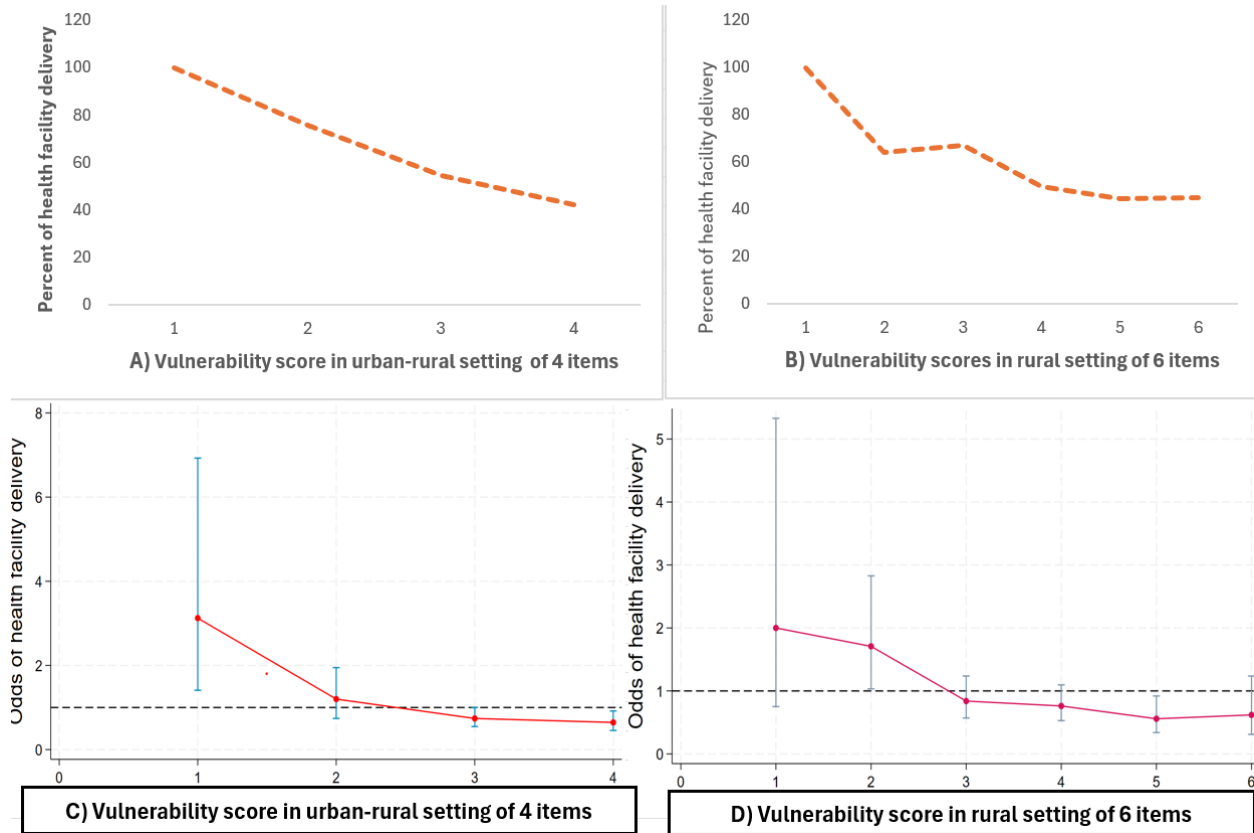 120
100
80
60
40
20
0
Percent of health facility delivery
1 2 3 4
A) Vulnerability score in urban-rural setting of 4 items
120
100
80
60
40
20
0
Percent of health facility delivery
1 2 3 4 5 6
B) Vulnerability scores in rural setting of 6 items
8
6
4
2
0
Odds of health facility delivery
0 1 2 3 4
C) Vulnerability score in urban-rural setting of 4 items
5
4
3
2
1
0
Odds of health facility delivery
0 1 2 3 4 5 6
D) Vulnerability score in rural setting of 6 items